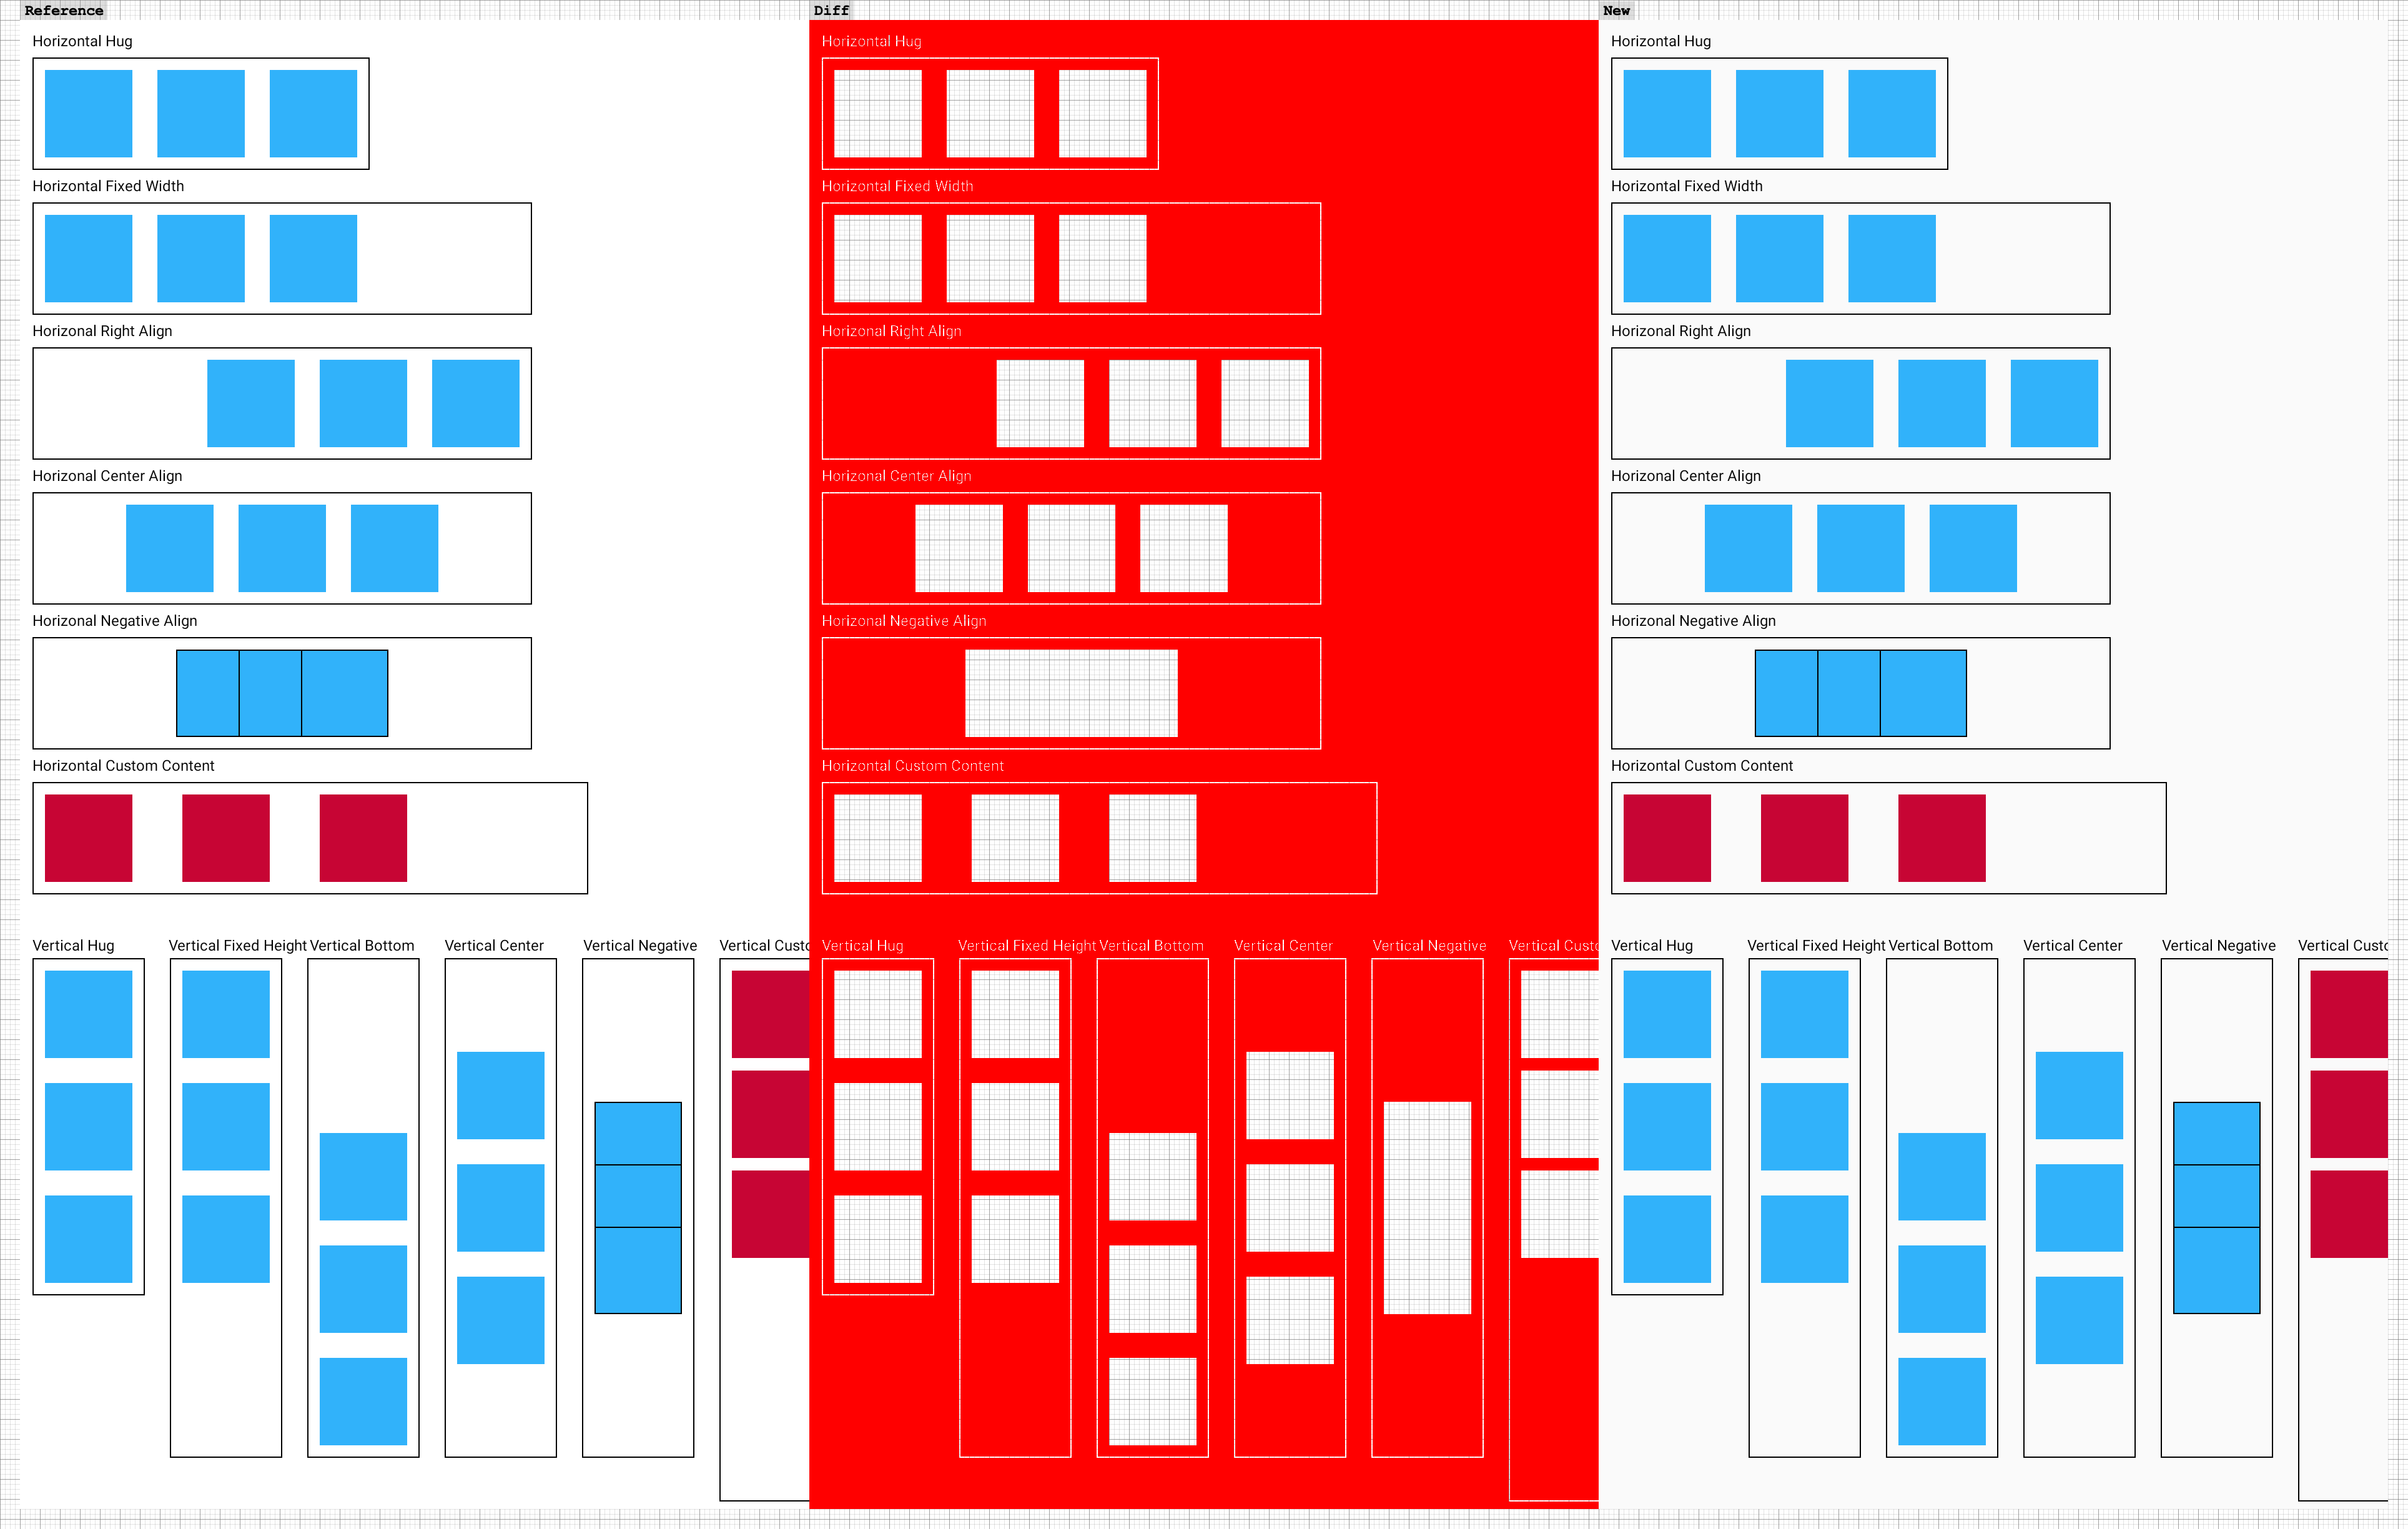 Reference Diff New
Horizontal Hug Horizontal Hug Horizontal Hug
Horizontal Fixed Width Horizontal Fixed Width Horizontal Fixed Width
Horizonal Right Align Horizonal Right Align Horizonal Right Align
Horizonal Center Align Horizonal Center Align Horizonal Center Align
Horizonal Negative Align Horizonal Negative Align Horizonal Negative Align
Horizontal Custom Content Horizontal Custom Content Horizontal Custom Content
Vertical Hug Vertical Fixed Height Vertical Bottom Vertical Center Vertical Negative Vertical Custo Vertical Hug Vertical Fixed Height Vertical Bottom Vertical Center Vertical Negative Vertical Custo Vertical Hug Vertical Fixed Height Vertical Bottom Vertical Center Vertical Negative Vertical Custo